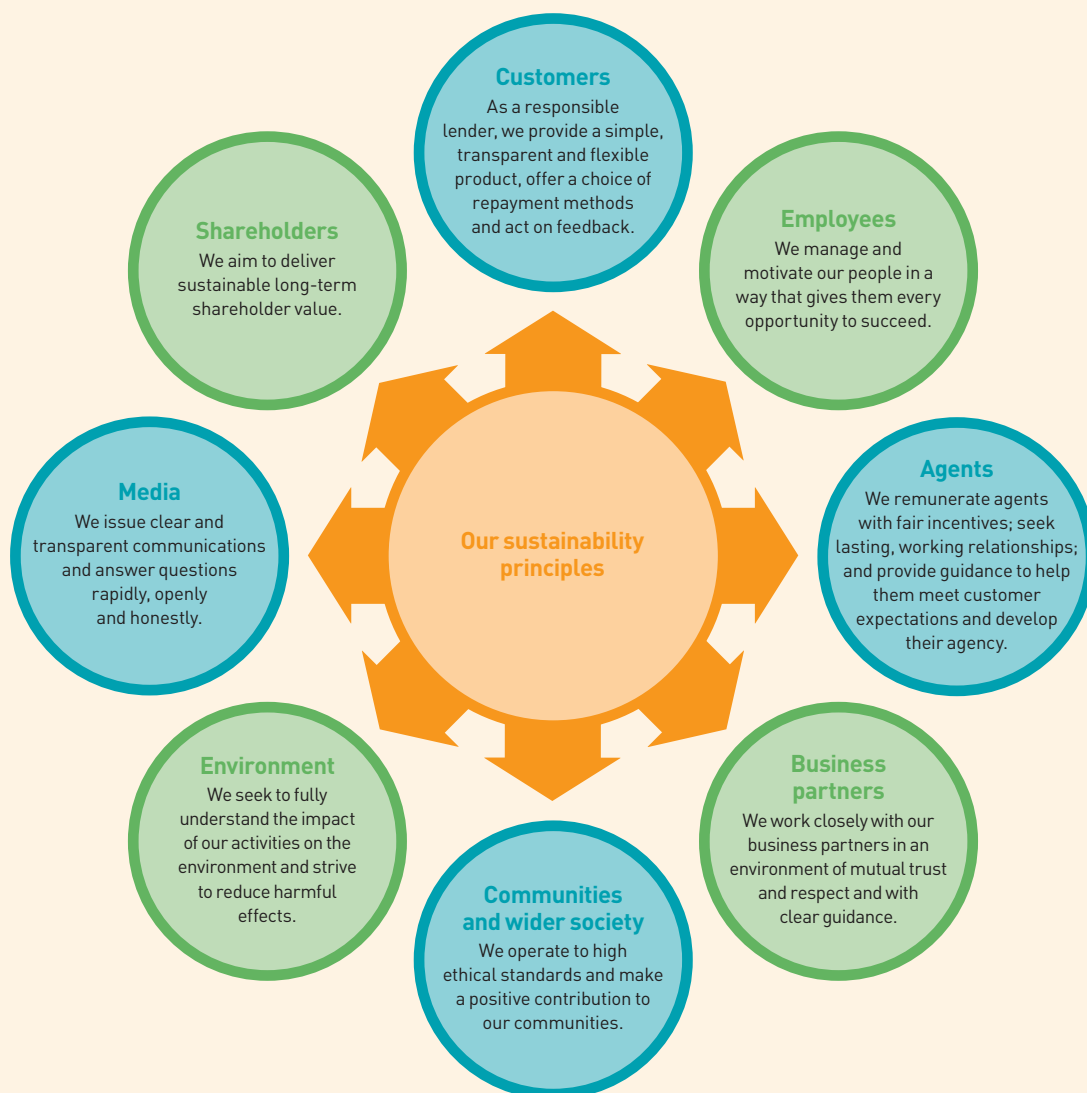 Customers
As a responsible
lender, we provide a simple,
transparent and flexible
product, offer a choice of
repayment methods
and act on feedback.
Employees
We manage and
motivate our people in a
way that gives them every
opportunity to succeed.
Agents
We remunerate agents
with fair incentives; seek
lasting, working relationships;
and provide guidance to help
them meet customer
expectations and develop
their agency.
Business
partners
We work closely with our
business partners in an
environment of mutual trust
and respect and with
clear guidance.
Communities
and wider society
We operate to high
ethical standards and make
a positive contribution to
our communities.
Environment
We seek to fully
understand the impact
of our activities on the
environment and strive
to reduce harmful
effects.
Media
We issue clear and
transparent communications
and answer questions
rapidly, openly
and honestly.
Shareholders
We aim to deliver
sustainable long-term
shareholder value.
Our sustainability
principles